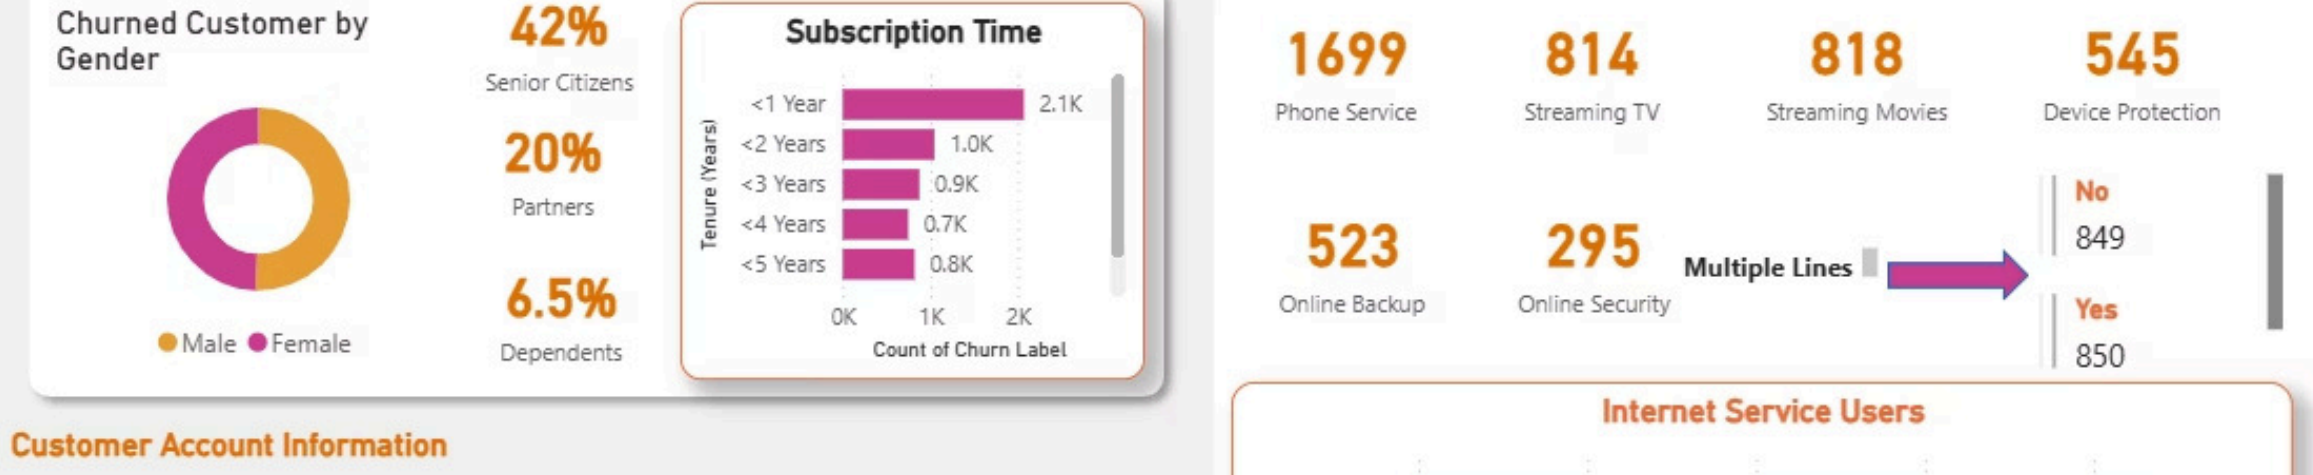 Churned Customer by
Gender
Male Female
42%
Senior Citizens
20%
Partners
6.5%
Dependents
Subscription Time
Tenure (Years)
<1 Year 2.1K
<2 Years 1.0K
<3 Years 0.9K
<4 Years 0.7K
<5 Years 0.8K
0K 1K 2K
Count of Churn Label
Customer Account Information
1699 814 818 545
Phone Service Streaming TV Streaming Movies Device Protection
523 295
Online Backup Online Security
Multiple Lines
No
849
Yes
850
Internet Service Users